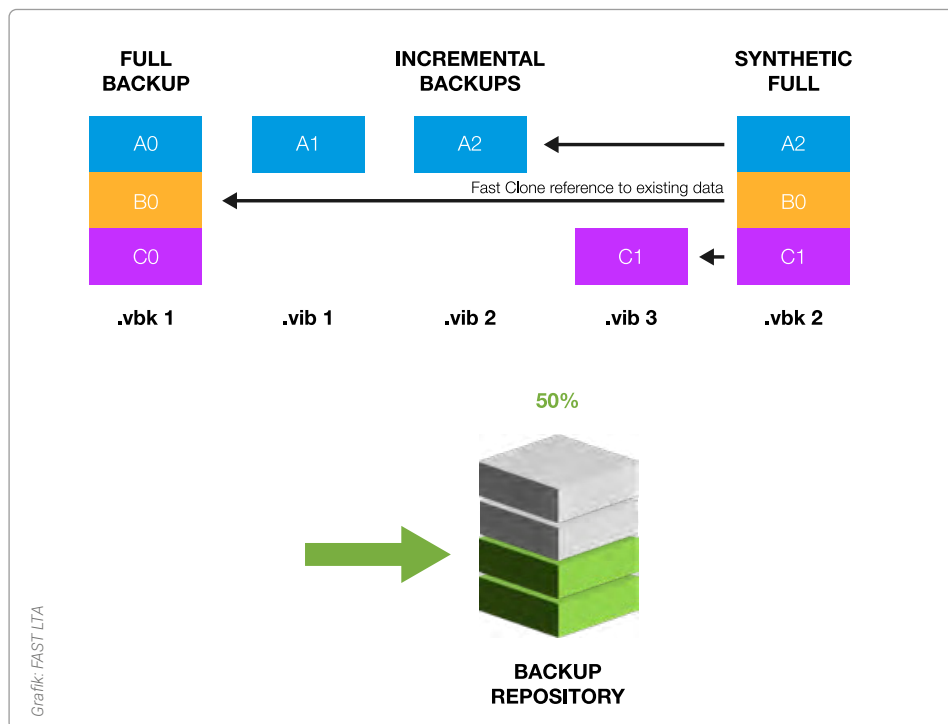 FULL
BACKUP
INCREMENTAL
BACKUPS
SYNTHETIC
FULL
A0
A1
A2
A2
Fast Clone reference to existing data
B0
B0
C0
C1
C1
.vbk 1
.vib 1
.vib 2
.vib 3
.vbk 2
50%
BACKUP
REPOSITORY
Grafik: FAST LTA